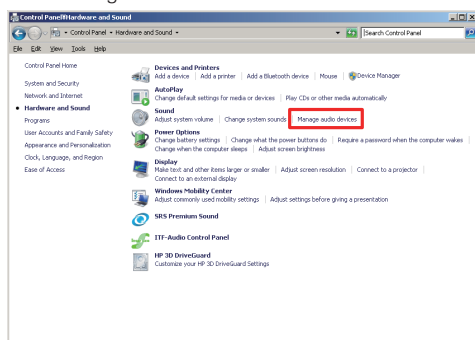 Control Panel\Hardware and Sound
Control Panel Hardware and Sound
Search Control Panel
File Edit View Tools Help
Control Panel Home
System and Security
Network and Internet
Hardware and Sound
Programs
User Accounts and Family Safety
Appearance and Personalization
Clock, Language, and Region
Ease of Access
Devices and Printers
Add a device Add a printer Add a Bluetooth device Mouse Device Manager
AutoPlay
Change default settings for media or devices Play CDs or other media automatically
Sound
Adjust system volume Change system sounds Manage audio devices
Power Options
Change battery settings Change what the power buttons do Require a password when the computer wakes
Change when the computer sleeps Adjust screen brightness
Display
Make text and other items larger or smaller Adjust screen resolution Connect to a projector
Connect to an external display
Windows Mobility Center
Adjust commonly used mobility settings Adjust settings before giving a presentation
SRS Premium Sound
ITF-Audio Control Panel
HP 3D DriveGuard
Customize your HP 3D DriveGuard Settings